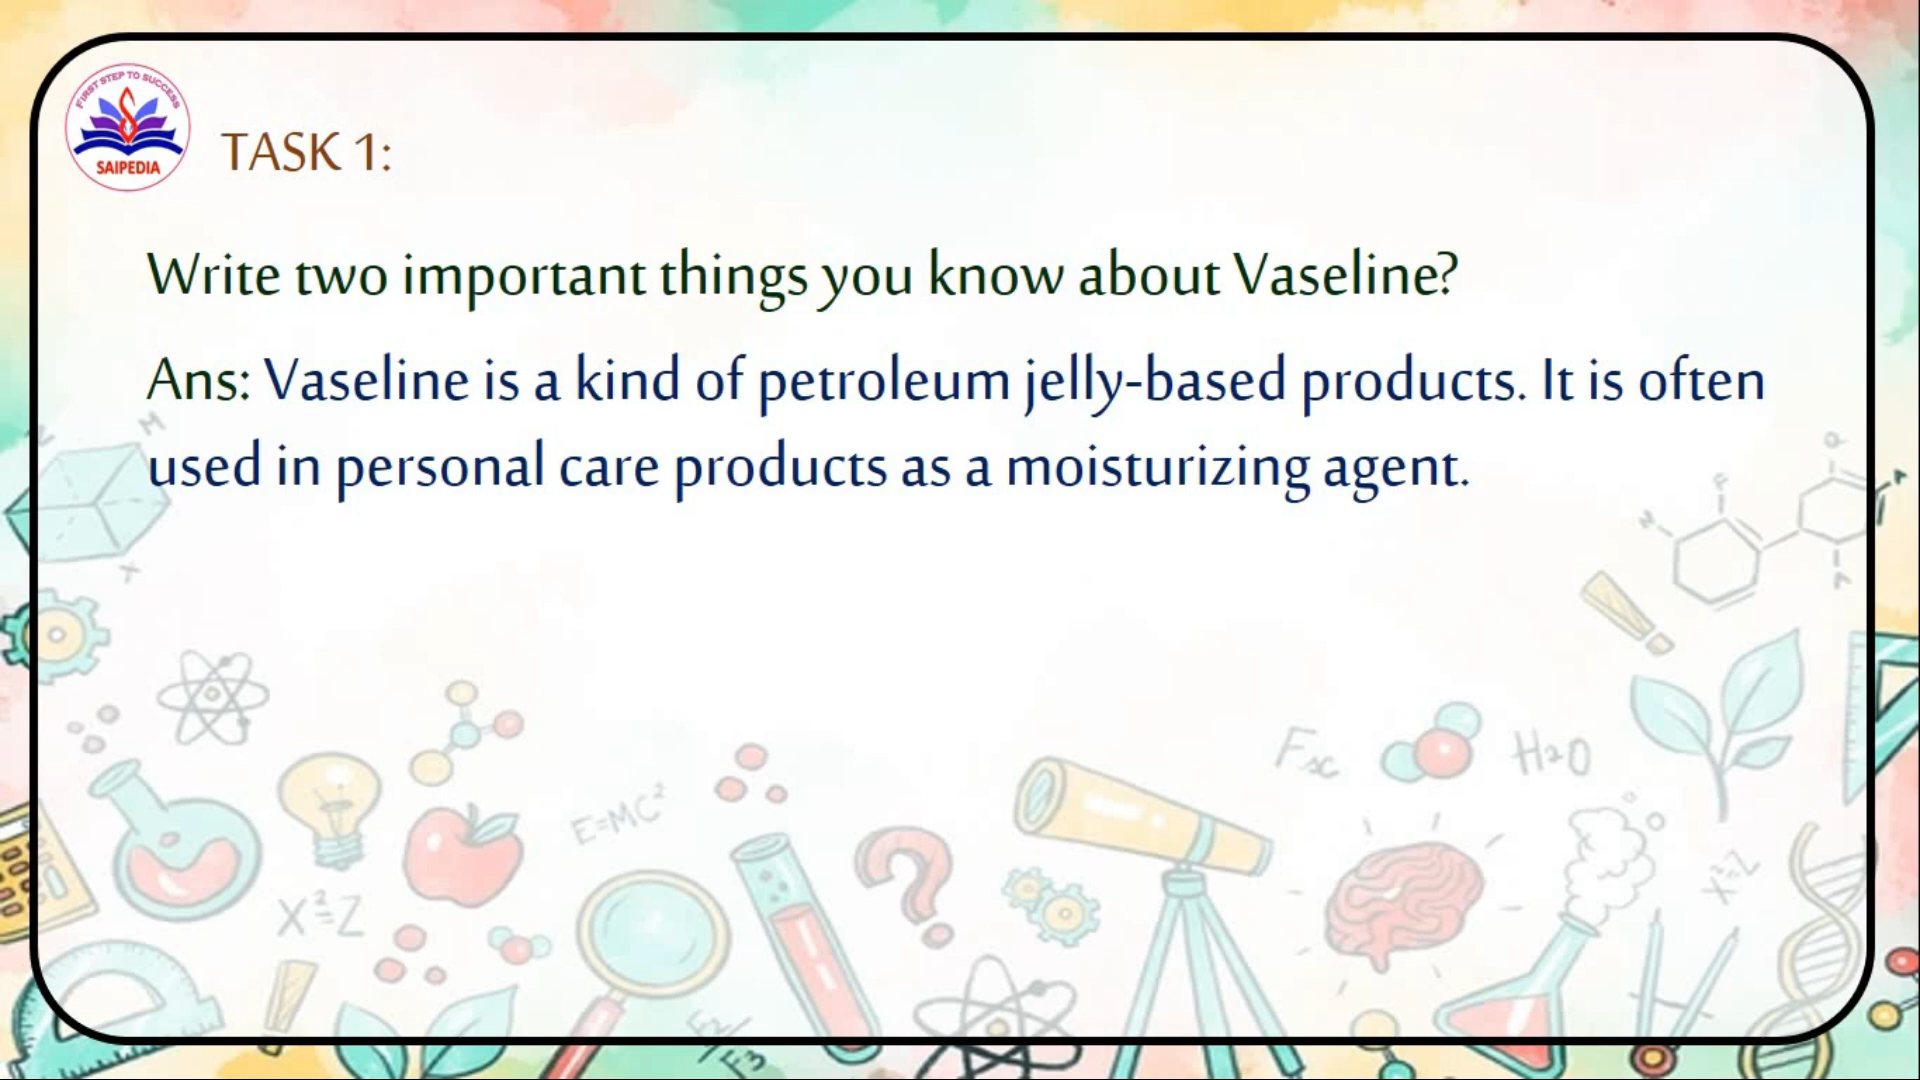 FIRST STEP TO SUCCESS
SAIPEDIA
TASK 1:
Write two important things you know about Vaseline?
Ans: Vaseline is a kind of petroleum jelly-based products. It is often
used in personal care products as a moisturizing agent.
E=MC²
H2O